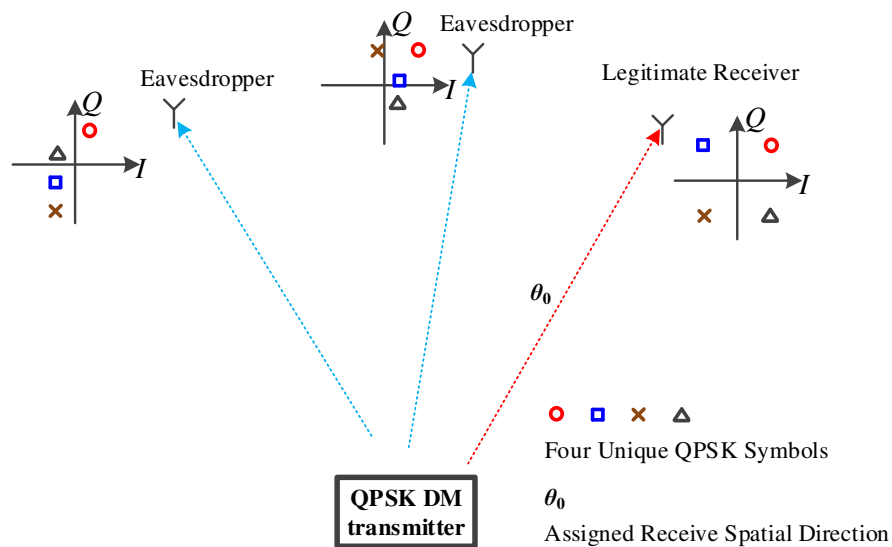 Eavesdropper
Q
I
Eavesdropper
Q
I
Legitimate Receiver
Q
I
θ₀
QPSK DM
transmitter
Four Unique QPSK Symbols
θ₀
Assigned Receive Spatial Direction